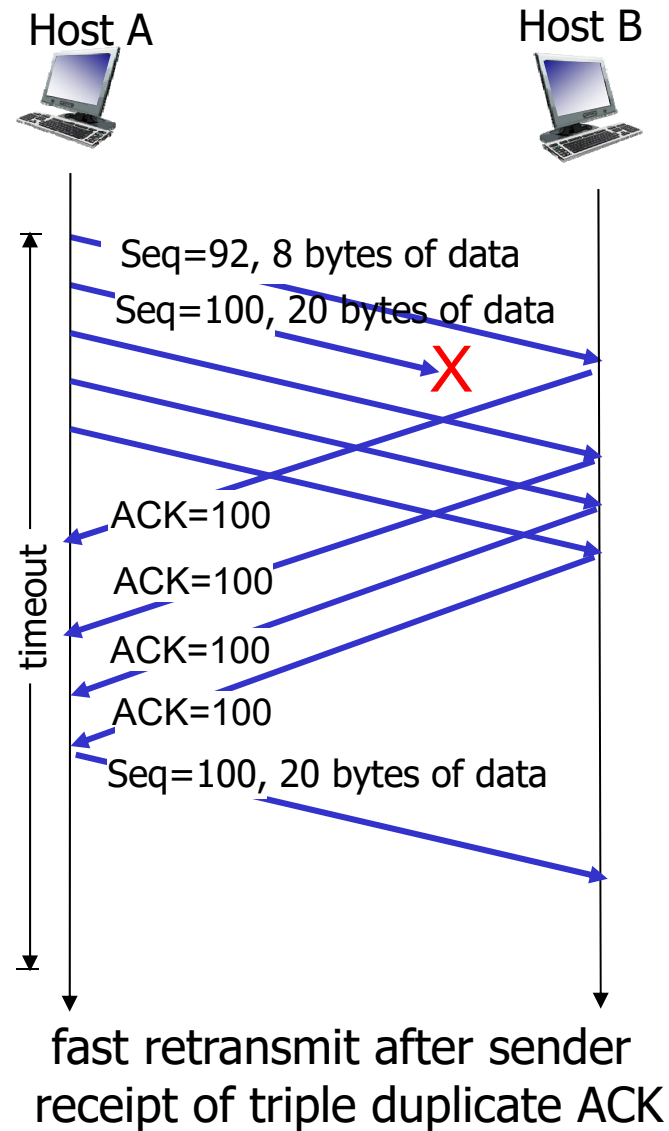 Host A
Host B
Seq=92, 8 bytes of data
Seq=100, 20 bytes of data
X
ACK=100
timeout
ACK=100
ACK=100
ACK=100
Seq=100, 20 bytes of data
fast retransmit after sender
receipt of triple duplicate ACK